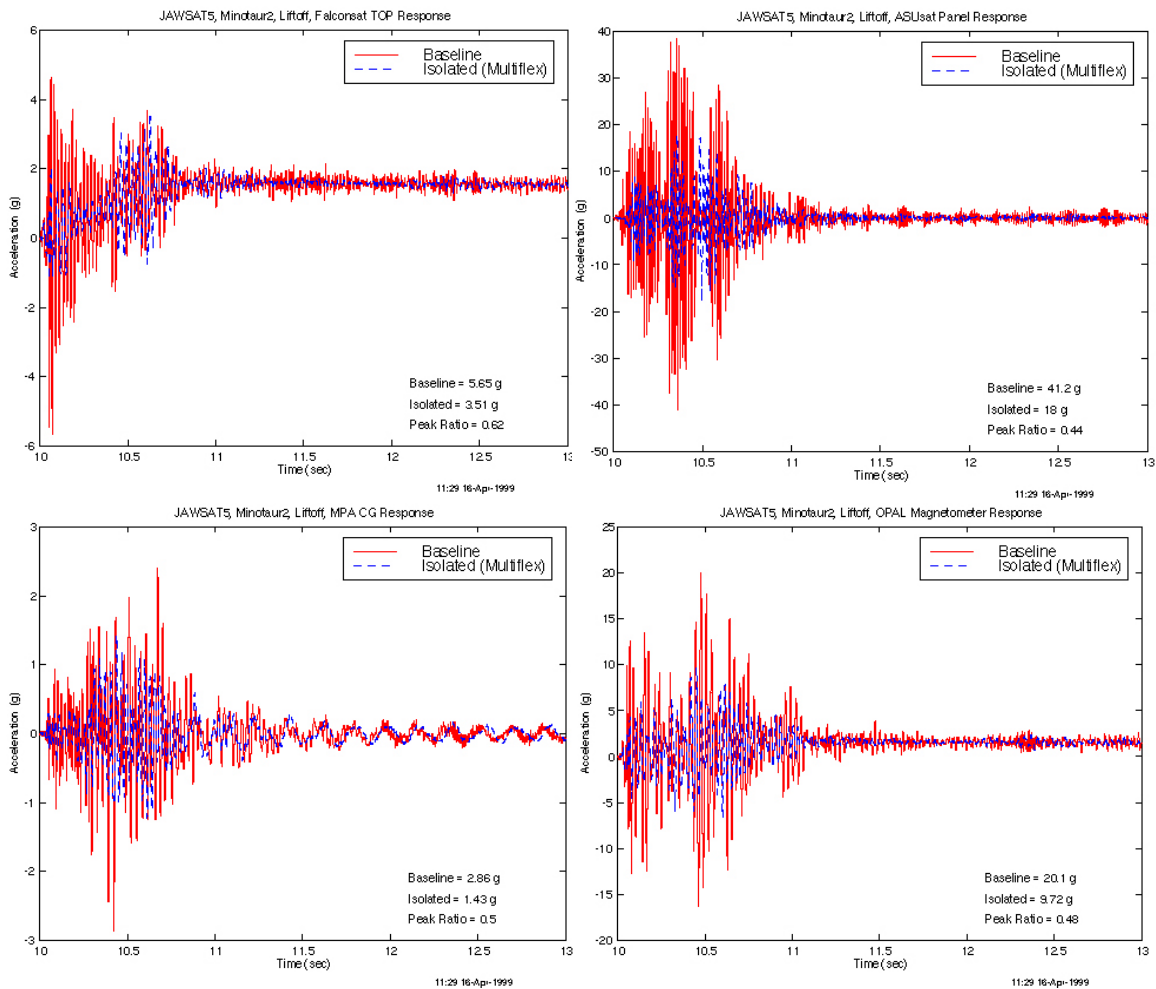 JAWSAT5, Minotaur2, Liftoff, Falconsat TOP Response
Baseline
Isolated (Multiflex)
Acceleration (g)
6
4
2
0
-2
-4
-6
Baseline = 5.65 g
Isolated = 3.51 g
Peak Ratio = 0.62
10
10.5
11
11.5
12
12.5
13
Time (sec)
11:29 16-Apr-1999
JAWSAT5, Minotaur2, Liftoff, ASUsat Panel Response
Baseline
Isolated (Multiflex)
Acceleration (g)
40
30
20
10
0
-10
-20
-30
-40
-50
Baseline = 41.2 g
Isolated = 18 g
Peak Ratio = 0.44
10
10.5
11
11.5
12
12.5
13
Time (sec)
11:29 16-Apr-1999
JAWSAT5, Minotaur2, Liftoff, MPA CG Response
Baseline
Isolated (Multiflex)
Acceleration (g)
3
2
1
0
-1
-2
-3
Baseline = 2.86 g
Isolated = 1.43 g
Peak Ratio = 0.5
10
10.5
11
11.5
12
12.5
13
Time (sec)
11:29 16-Apr-1999
JAWSAT5, Minotaur2, Liftoff, OPAL Magnetometer Response
Baseline
Isolated (Multiflex)
Acceleration (g)
25
20
15
10
5
0
-5
-10
-15
-20
Baseline = 20.1 g
Isolated = 9.72 g
Peak Ratio = 0.48
10
10.5
11
11.5
12
12.5
13
Time (sec)
11:29 16-Apr-1999